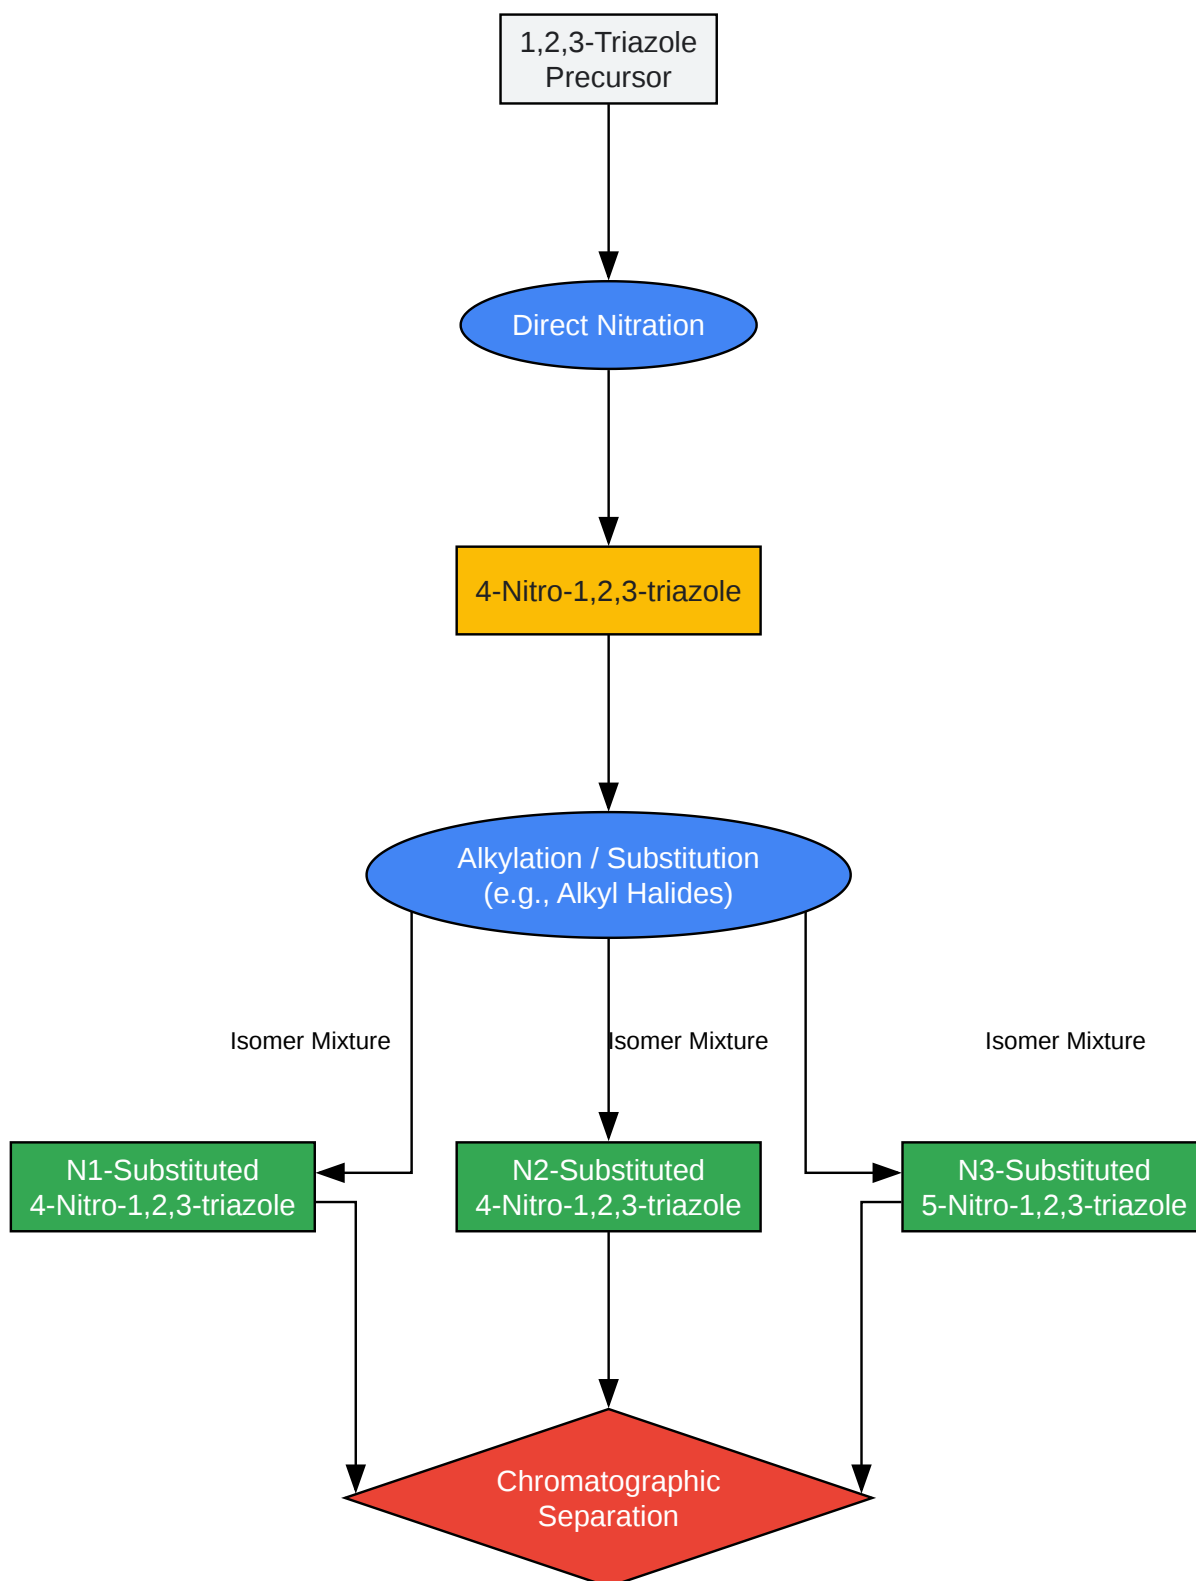 1,2,3-Triazole
Precursor
Direct Nitration
4-Nitro-1,2,3-triazole
Alkylation / Substitution
(e.g., Alkyl Halides)
Isomer Mixture
Isomer Mixture
Isomer Mixture
N1-Substituted
4-Nitro-1,2,3-triazole
N2-Substituted
4-Nitro-1,2,3-triazole
N3-Substituted
5-Nitro-1,2,3-triazole
Chromatographic
Separation